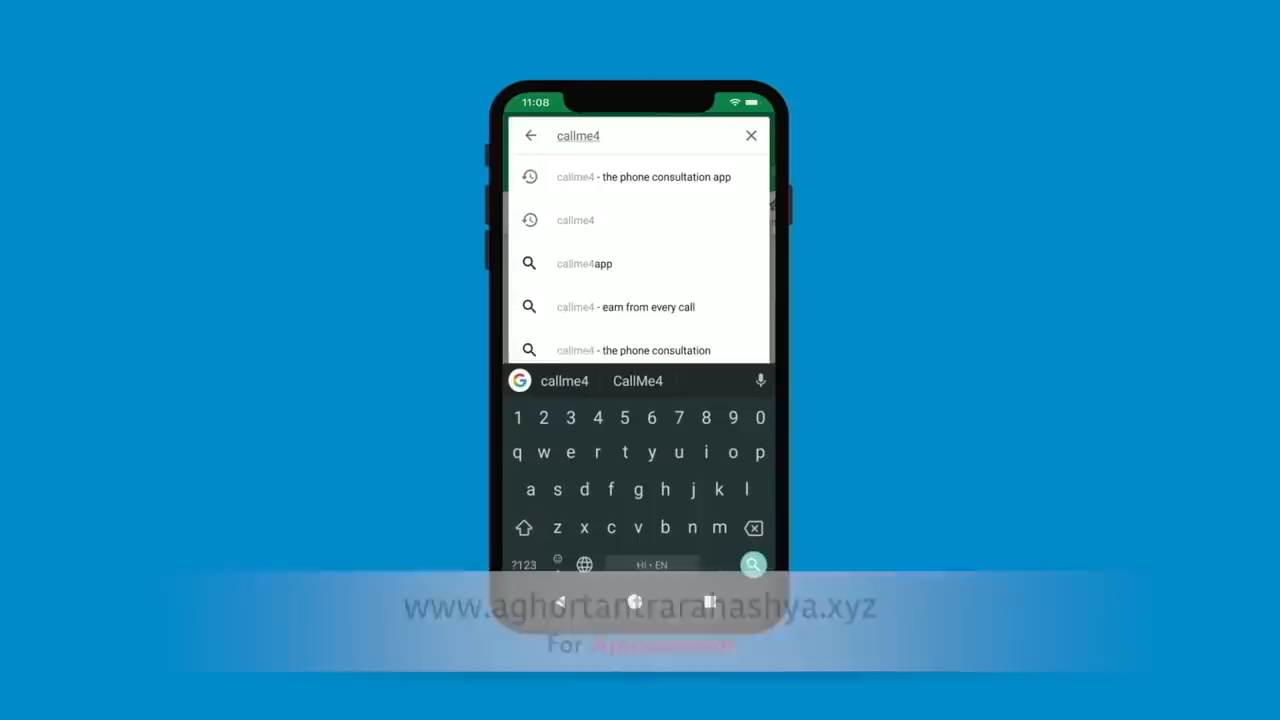 11:08
callme4
callme4 - the phone consultation app
callme4
callme4app
callme4 - earn from every call
callme4 - the phone consultation
callme4 CallMe4
1 2 3 4 5 6 7 8 9 0
q w e r t y u i o p
a s d f g h j k l
z x c v b n m
?123 HI • EN
www.aghortantrarahashya.xyz
For